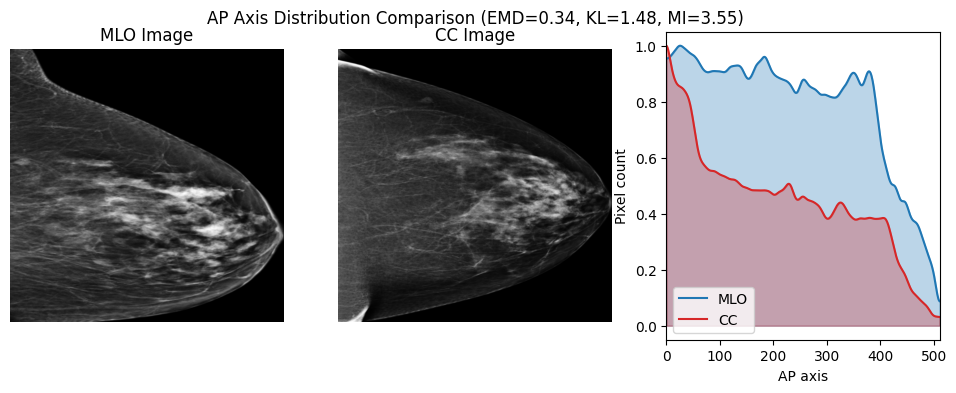 AP Axis Distribution Comparison (EMD=0.34, KL=1.48, MI=3.55)
MLO Image
CC Image
1.0
0.8
0.6
0.4
0.2
0.0
Pixel count
MLO
CC
0
100
200
300
400
500
AP axis